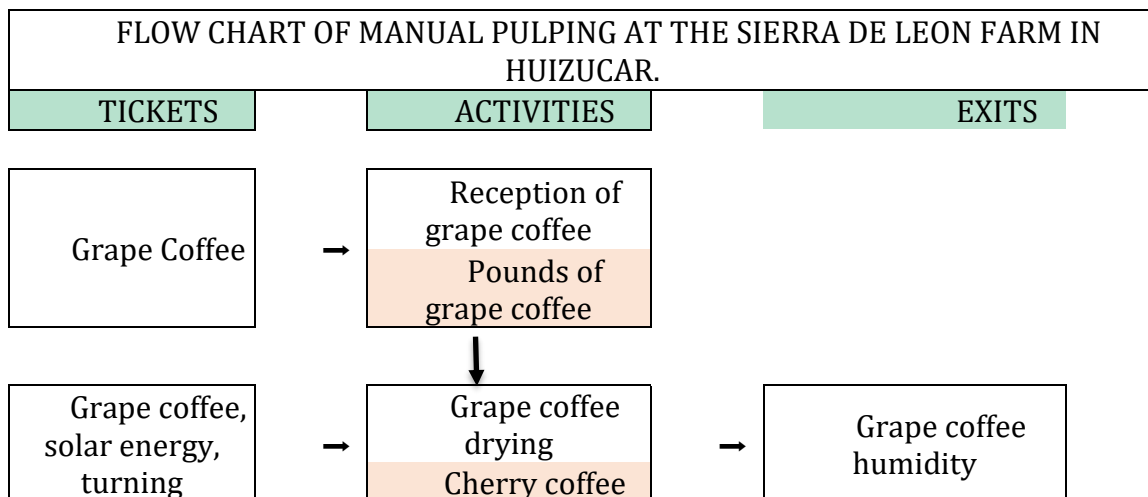 FLOW CHART OF MANUAL PULPING AT THE SIERRA DE LEON FARM IN
HUIZUCAR.
TICKETS
ACTIVITIES
EXITS
Grape Coffee
Reception of
grape coffee
Pounds of
grape coffee
Grape coffee,
solar energy,
turning
Grape coffee
drying
Cherry coffee
Grape coffee
humidity